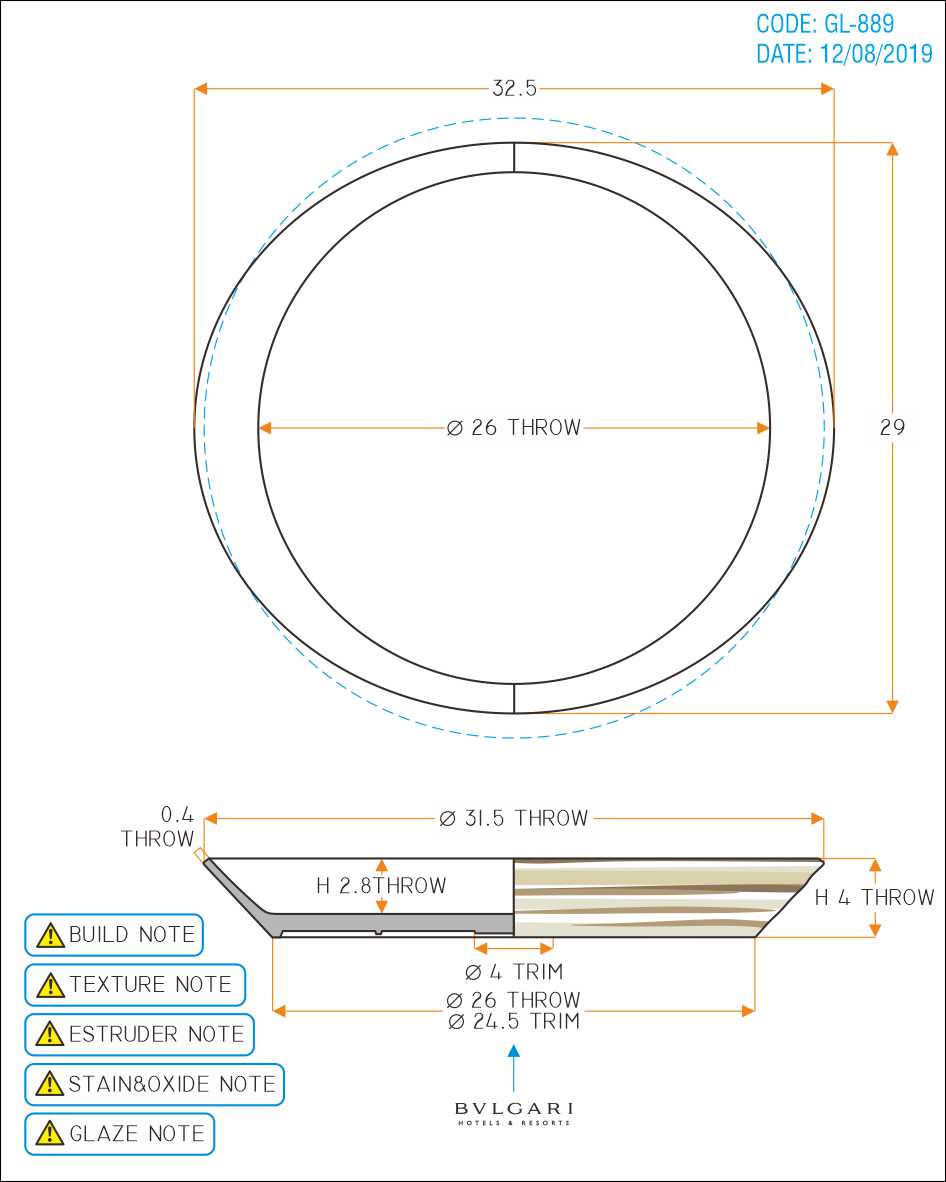 CODE: GL-889
DATE: 12/08/2019
32.5
29
Ø 26 THROW
0.4
THROW
Ø 31.5 THROW
H 2.8THROW
H 4 THROW
Ø 4 TRIM
Ø 26 THROW
Ø 24.5 TRIM
BUILD NOTE
TEXTURE NOTE
ESTRUDER NOTE
STAIN&OXIDE NOTE
GLAZE NOTE
BVLGARI
HOTELS & RESORTS